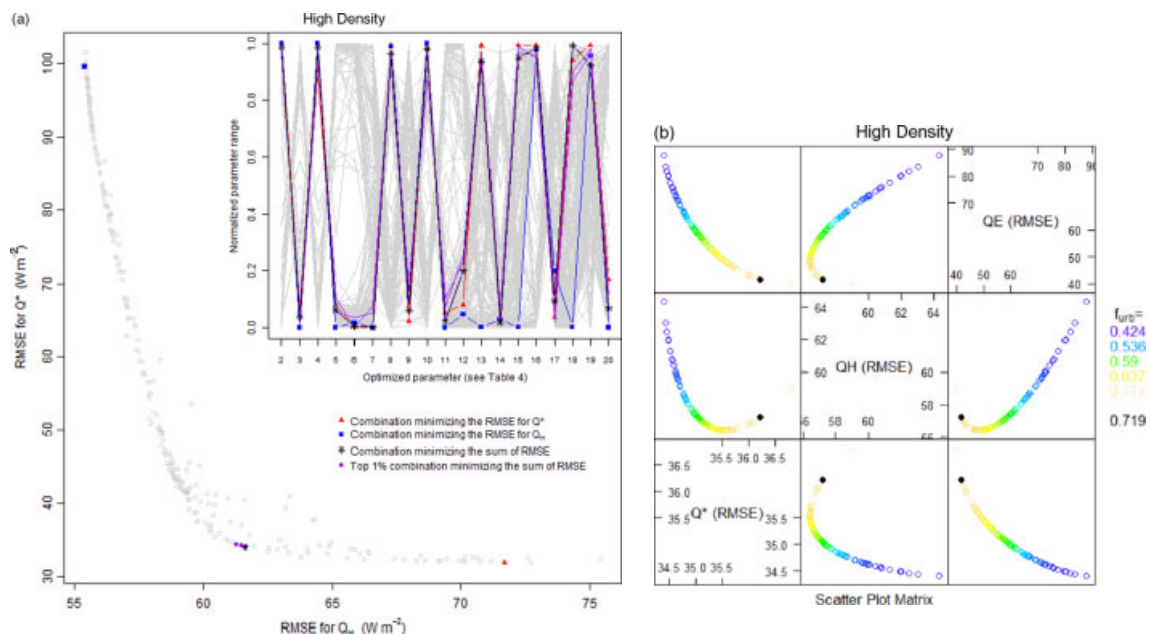 (a)
High Density
RMSE for Q* (W m⁻²)
100
90
80
70
60
50
40
30
55
60
65
70
75
RMSE for Q_H (W m⁻²)
Normalized parameter range
1.0
0.8
0.6
0.4
0.2
0.0
2 3 4 5 6 7 8 9 10 11 12 13 14 15 16 17 18 19 20
Optimized parameter (see Table 4)
Combination minimizing the RMSE for Q*
Combination minimizing the RMSE for Q_H
Combination minimizing the sum of RMSE
Top 1% combination minimizing the sum of RMSE
(b)
High Density
70 80 90
90
80
70
QE (RMSE)
50
40
40 50 60
60 62 64
64
62
60
QH (RMSE)
60
58
56
56 58 60
35.5 36.0 36.5
36.5
36.0
35.5
Q* (RMSE)
35.5
35.0
34.5
34.5 35.0 35.5
f_urb=
0.424
0.536
0.59
0.637
0.774
0.719
Scatter Plot Matrix